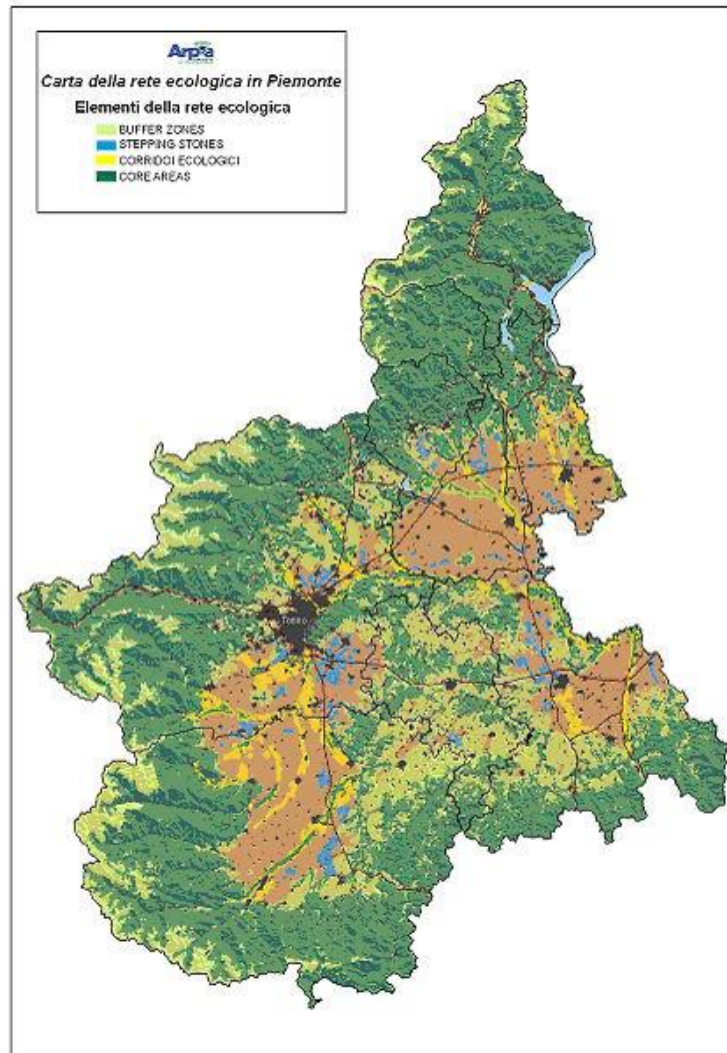 Arpa
Carta della rete ecologica in Piemonte
Elementi della rete ecologica
BUFFER ZONES
STEPPING STONES
CORRIDOI ECOLOGICI
CORE AREAS
Torino